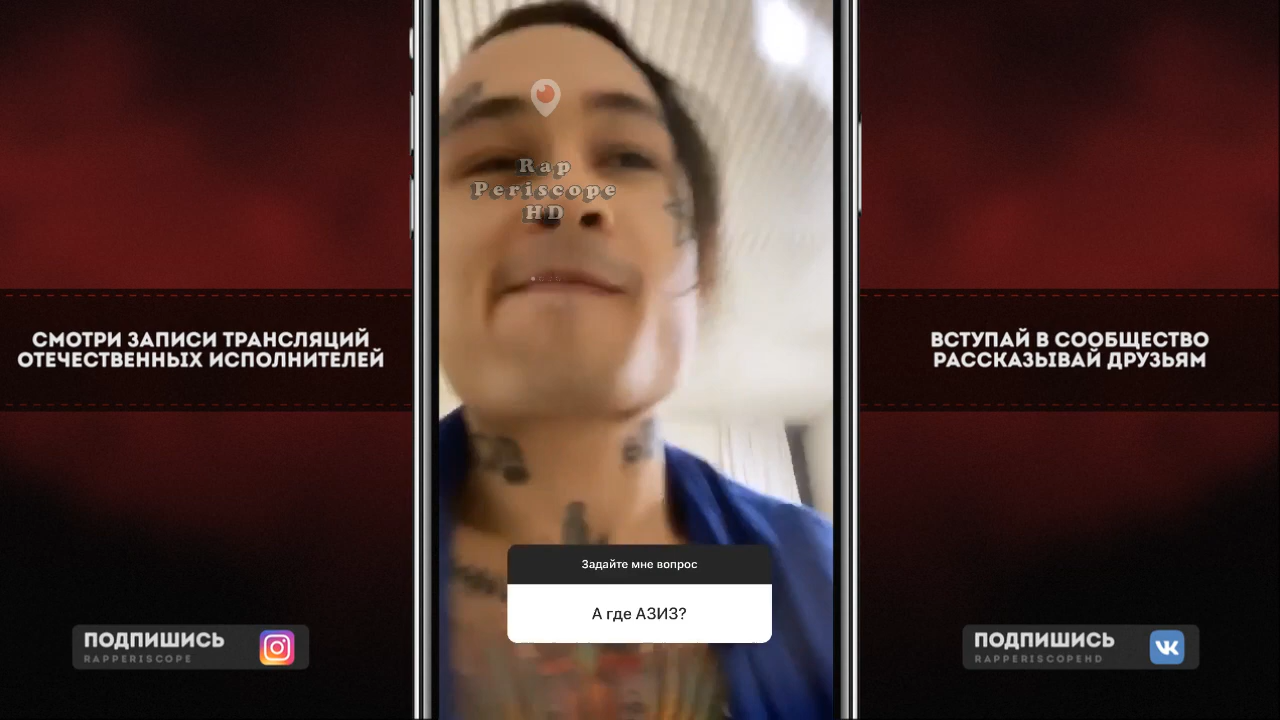 Rap
Periscope
HD
СМОТРИ ЗАПИСИ ТРАНСЛЯЦИЙ
ОТЕЧЕСТВЕННЫХ ИСПОЛНИТЕЛЕЙ
ВСТУПАЙ В СООБЩЕСТВО
РАССКАЗЫВАЙ ДРУЗЬЯМ
Задайте мне вопрос
А где АЗИЗ?
ПОДПИШИСЬ
RAPPERISCOPE
ПОДПИШИСЬ
RAPPERISCOPEHD